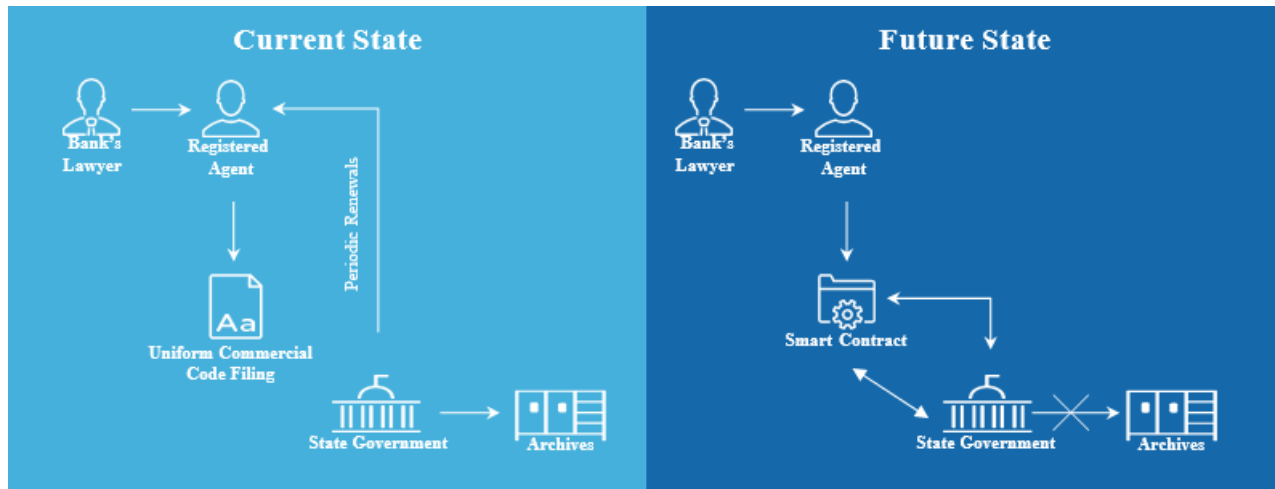 Current State
Bank's
Lawyer
Registered
Agent
Periodic Renewals
Aa
Uniform Commercial
Code Filing
State Government
Archives
Future State
Bank's
Lawyer
Registered
Agent
Smart Contract
State Government
Archives